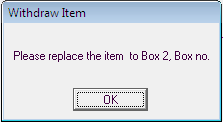 Withdraw Item
Please replace the item  to Box 2, Box no.
OK